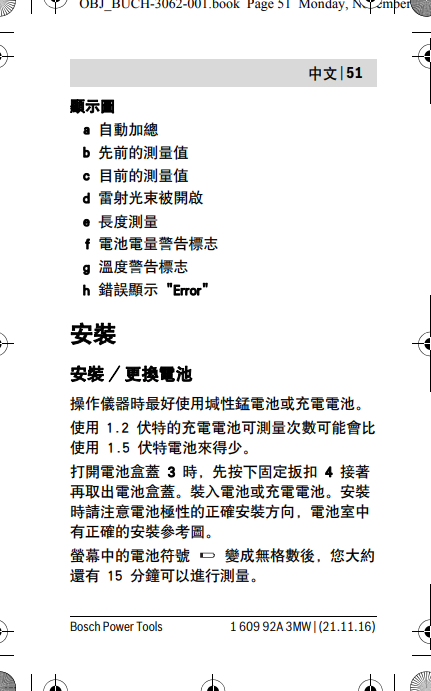 OBJ_BUCH-3062-001.book Page 51 Monday, N
中文 | 51
顯示圖
a 自動加總
b 先前的測量值
c 目前的測量值
d 雷射光束被開啟
e 長度測量
f 電池電量警告標志
g 溫度警告標志
h 錯誤顯示 "Error"
安裝
安裝／更換電池
操作儀器時最好使用堿性錳電池或充電電池。
使用 1.2 伏特的充電電池可測量次數可能會比
使用 1.5 伏特電池來得少。
打開電池盒蓋 3 時，先按下固定扳扣 4 接著
再取出電池盒蓋。裝入電池或充電電池。安裝
時請注意電池極性的正確安裝方向，電池室中
有正確的安裝參考圖。
螢幕中的電池符號 變成無格數後，您大約
還有 15 分鐘可以進行測量。
Bosch Power Tools 1 609 92A 3MW | (21.11.16)